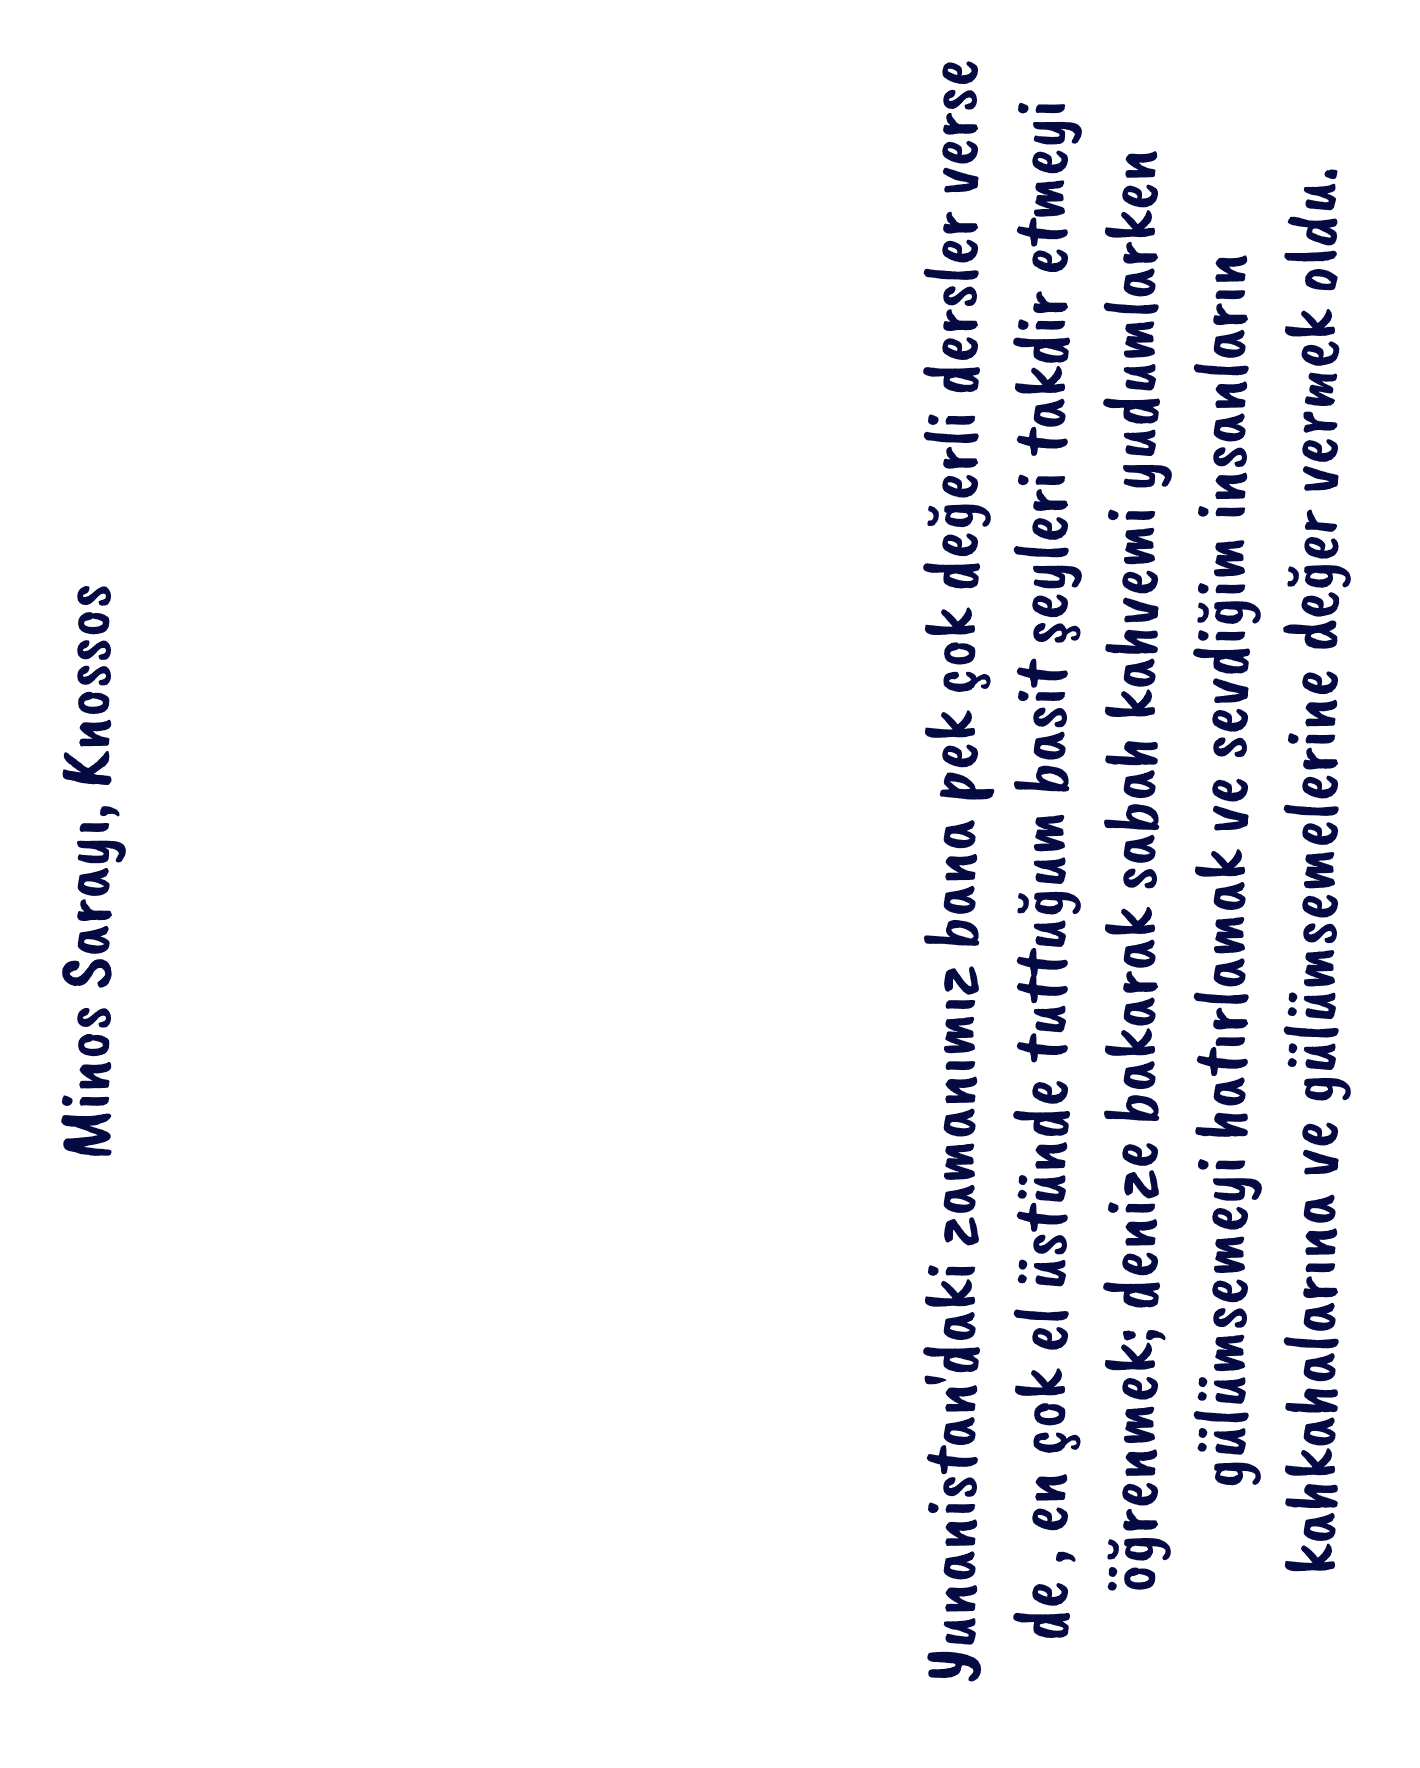 Minos Sarayı, Knossos
Yunanistan'daki zamanımız bana pek çok değerli dersler verse
de , en çok el üstünde tuttuğum basit şeyleri takdir etmeyi
öğrenmek; denize bakarak sabah kahvemi yudumlarken
gülümsemeyi hatırlamak ve sevdiğim insanların
kahkahalarına ve gülümsemelerine değer vermek oldu.